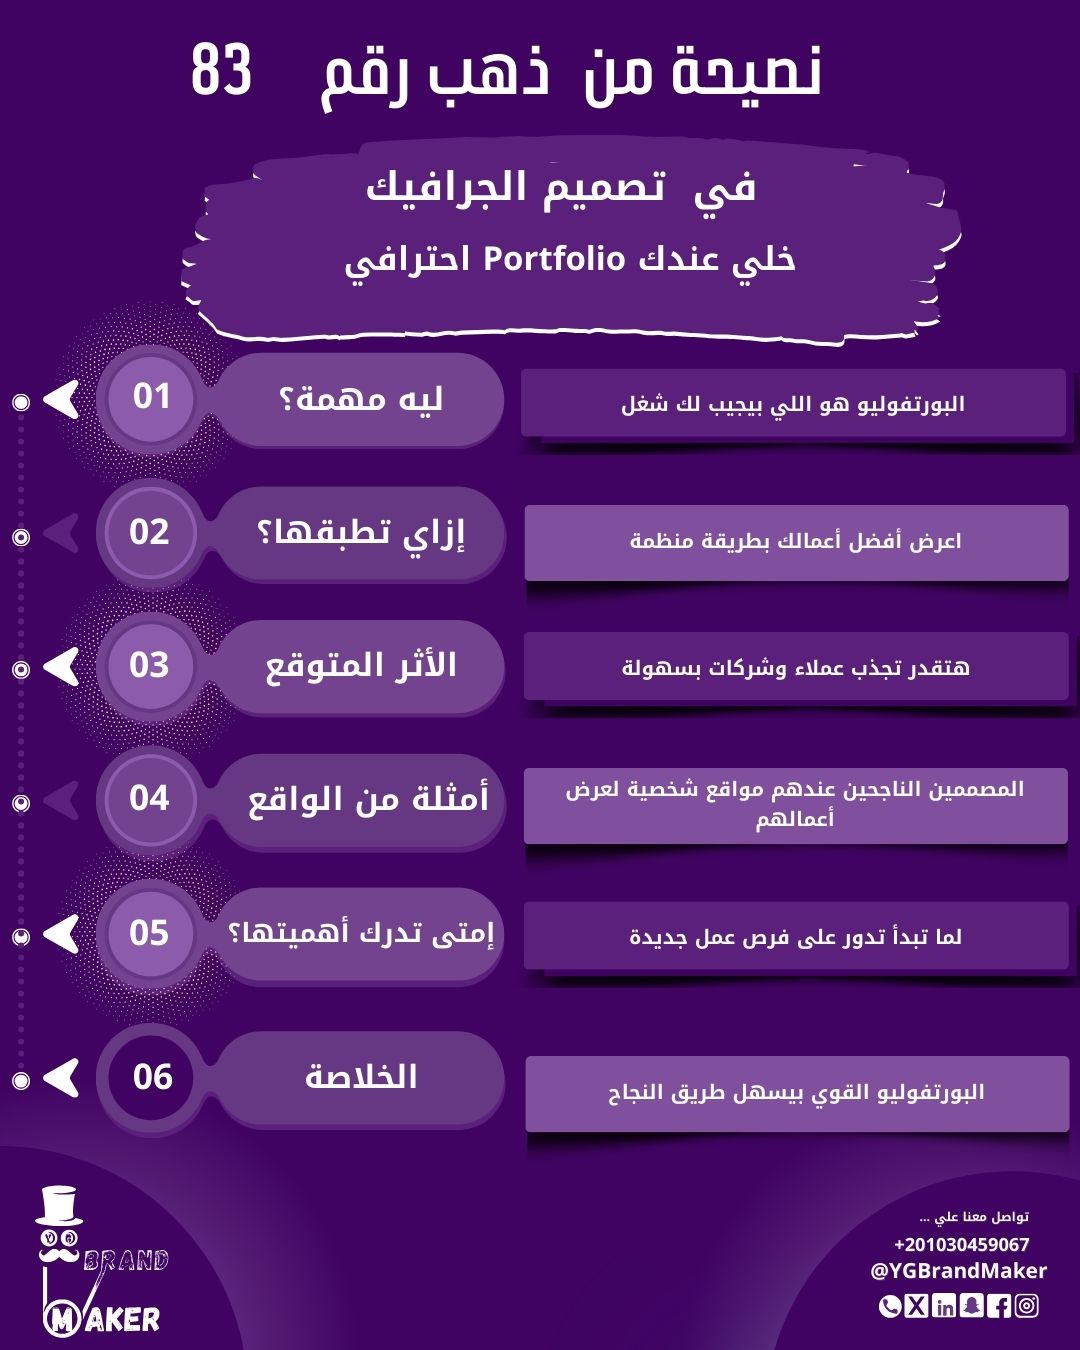 نصيحة من ذهب رقم 83
في تصميم الجرافيك
خلي عندك Portfolio احترافي
01
ليه مهمة؟
البورتفوليو هو اللي بيجيب لك شغل
02
إزاي تطبقها؟
اعرض أفضل أعمالك بطريقة منظمة
03
الأثر المتوقع
هتقدر تجذب عملاء وشركات بسهولة
04
أمثلة من الواقع
المصممين الناجحين عندهم مواقع شخصية لعرض
أعمالهم
05
إمتى تدرك أهميتها؟
لما تبدأ تدور على فرص عمل جديدة
06
الخلاصة
البورتفوليو القوي بيسهل طريق النجاح
تواصل معنا علي ...
+201030459067
@YGBrandMaker
YG
BRAND
MAKER